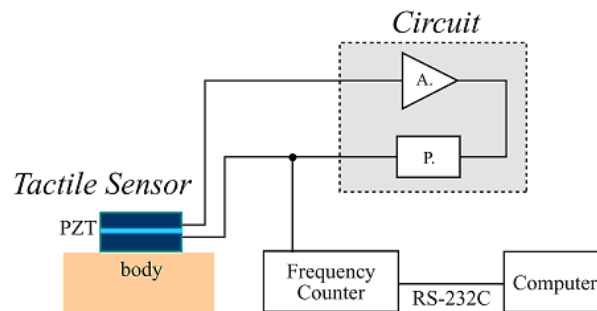 Circuit
A.
P.
Tactile Sensor
PZT
body
Frequency
Counter
RS-232C
Computer